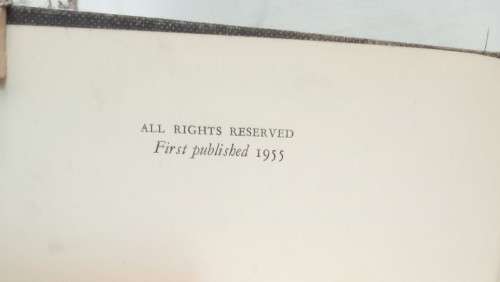 ALL RIGHTS RESERVED
First published 1955